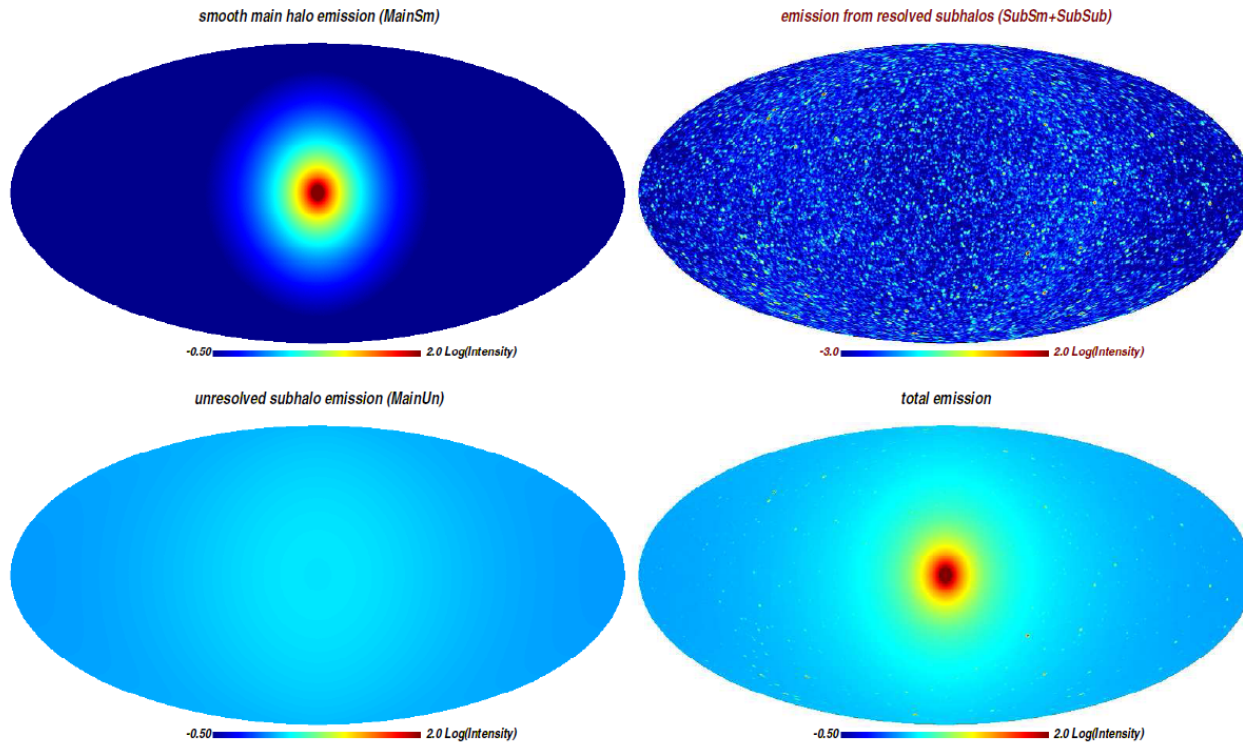 smooth main halo emission (MainSm)
emission from resolved subhalos (SubSm+SubSub)
-0.50 2.0 Log(Intensity)
-3.0 2.0 Log(Intensity)
unresolved subhalo emission (MainUn)
total emission
-0.50 2.0 Log(Intensity)
-0.50 2.0 Log(Intensity)